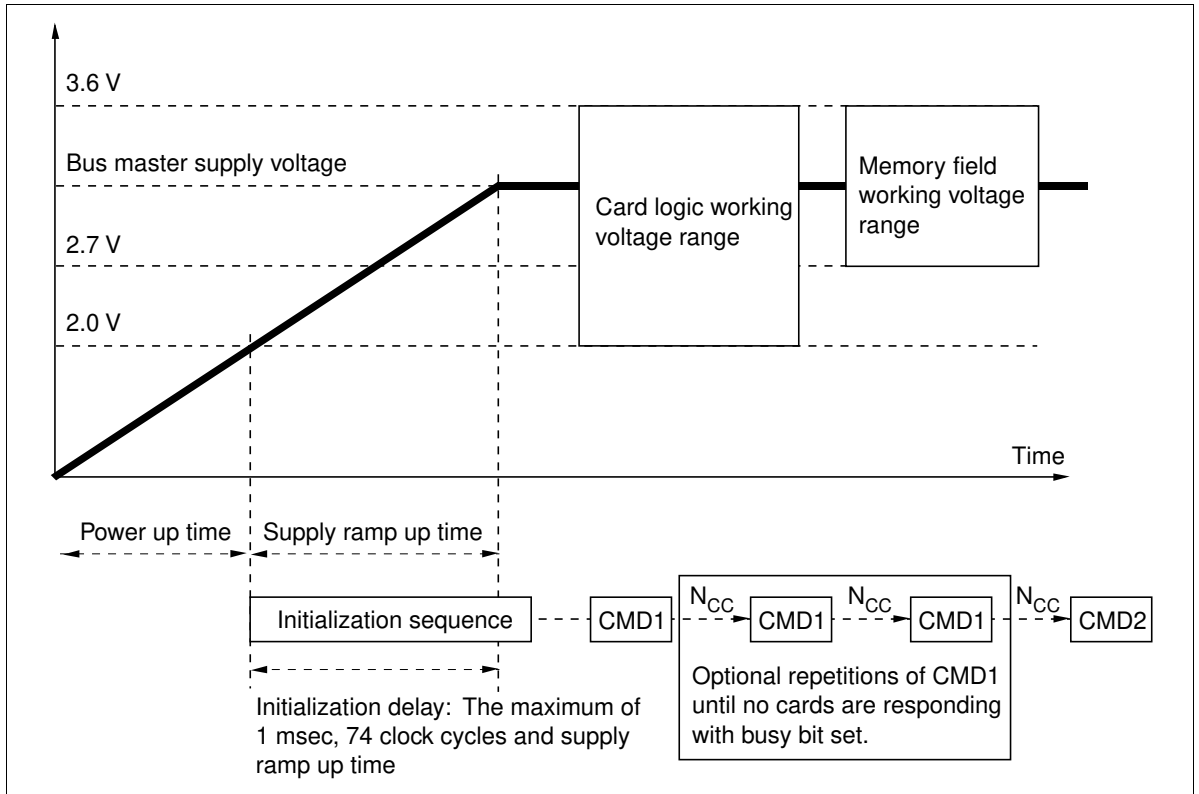 3.6 V
Bus master supply voltage
2.7 V
2.0 V
Card logic working
voltage range
Memory field
working voltage
range
Time
Power up time
Supply ramp up time
Initialization sequence
CMD1
NCC
CMD1
NCC
CMD1
NCC
CMD2
Optional repetitions of CMD1
until no cards are responding
with busy bit set.
Initialization delay: The maximum of
1 msec, 74 clock cycles and supply
ramp up time